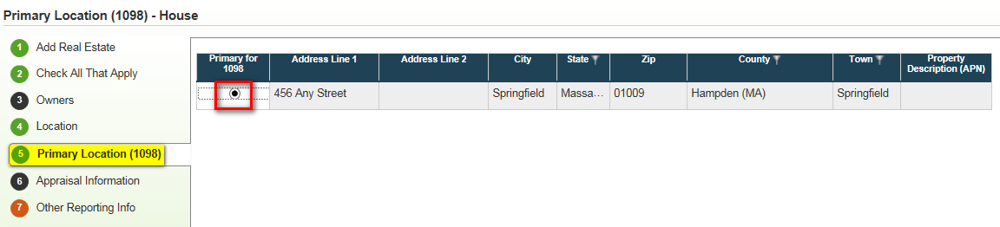 Primary Location (1098) - House
1 Add Real Estate
2 Check All That Apply
3 Owners
4 Location
5 Primary Location (1098)
6 Appraisal Information
7 Other Reporting Info
Primary for 1098 Address Line 1 Address Line 2 City State Zip County Town Property Description (APN)
456 Any Street Springfield Massa... 01009 Hampden (MA) Springfield